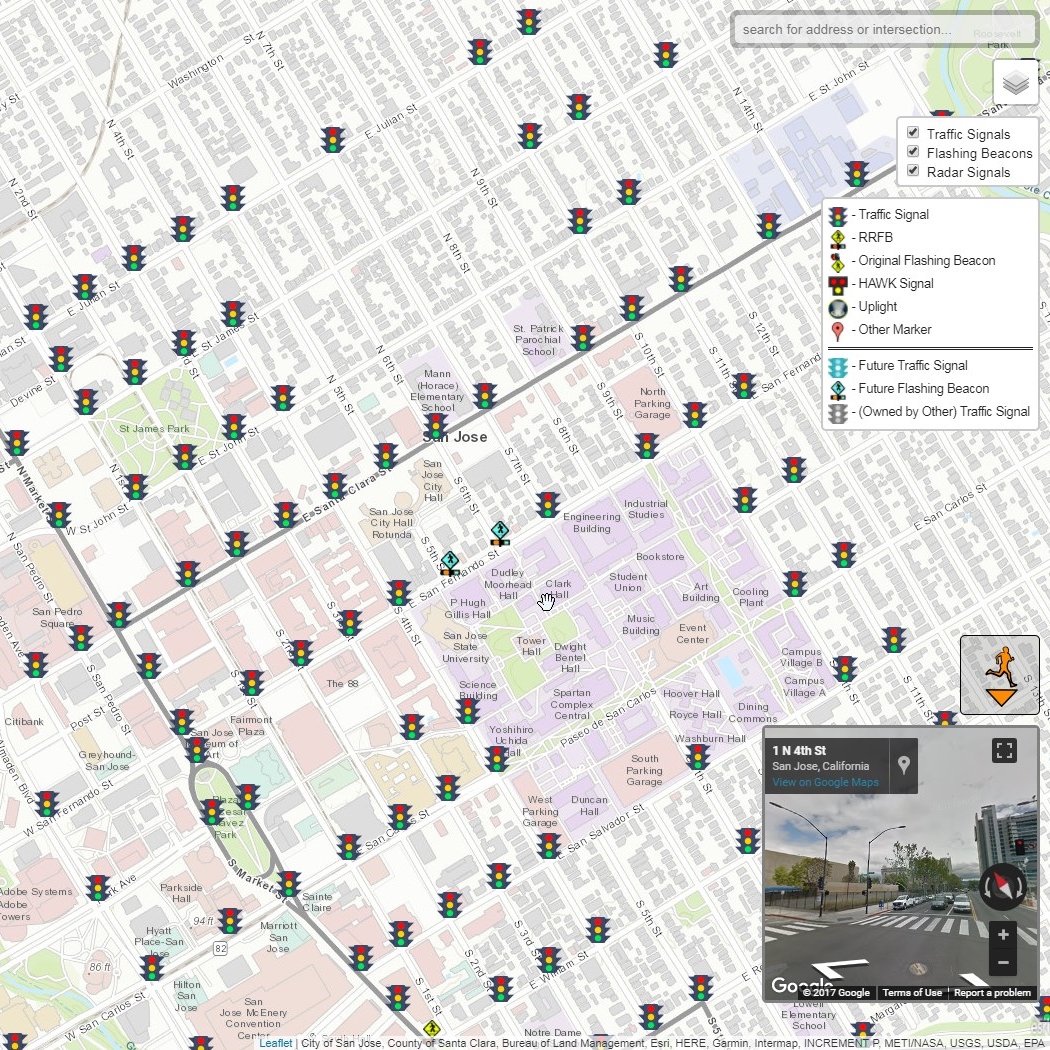 search for address or intersection...
Roosevelt
Park
N 7th St
Washington St
E St John St
N 14th St
E Julian St
N 4th St
Traffic Signals
Flashing Beacons
Radar Signals
N 2nd St
N 9th St
- Traffic Signal
- RRFB
- Original Flashing Beacon
- HAWK Signal
- Uplight
- Other Marker
- Future Traffic Signal
- Future Flashing Beacon
- (Owned by Other) Traffic Signal
N 8th St
E Julian St
St James St
St. Patrick
Parochial
School
S 12th St
S 10th St
S 11th St
N 6th St
Devine St
N 5th St
Mann
(Horace)
Elementary
School
S 9th St
North
Parking
Garage
St James Park
E St John St
San Jose
S 8th St
S 7th St
San
Jose
City
Hall
N 1st
N Market
S 6th St
E Santa Clara St
E San Carlos St
W St John St
San Jose
City Hall
Rotunda
Industrial
Studies
Engineering
Building
N San Pedro St
S 5th St
E San Fernando St
Bookstore
Dudley
Moorhead
Hall
Clark
Hall
Student
Union
Art
Building
Cooling
Plant
San Pedro
Square
P Hugh
Gillis Hall
S 4th St
Music
Building
Event
Center
San Jose
State
University
Tower
Hall
Dwight
Bentel
Hall
Campus
Village B
Campus
Village A
S San Pedro St
The 88
Science
Building
Spartan
Complex
Central
Hoover Hall
Royce Hall
Dining
Commons
S 11th St
S 13th St
Citibank
Post St
Fairmont
Plaza
San Jose
Museum of
Art
Paseo de San Carlos
Yoshihiro
Uchida
Hall
Washburn Hall
Greyhound-
San Jose
Almaden Blvd
W San Fernando St
South
Parking
Garage
1 N 4th St
San Jose, California
View on Google Maps
Plaza
Cesar
Chavez
Park
West
Parking
Garage
Duncan
Hall
E San Salvador St
S Market St
Adobe Systems
Adobe
Towers
Park Ave
Parkside
Hall
Sainte
Claire
94 ft
Marriott
San
Jose
Hyatt
Place-San
Jose
82
86 ft
S 5th St
S 3rd St
S 2nd St
E William St
Hilton
San
Jose
S 1st St
W San Carlos St
San
Jose McEnery
Convention
Center
Notre Dame
Lowell
Elementary
School
Google
© 2017 Google
Terms of Use
Report a problem
Leaflet | City of San Jose, County of Santa Clara, Bureau of Land Management, Esri, HERE, Garmin, Intermap, INCREMENT P, METI/NASA, USGS, USDA, EPA